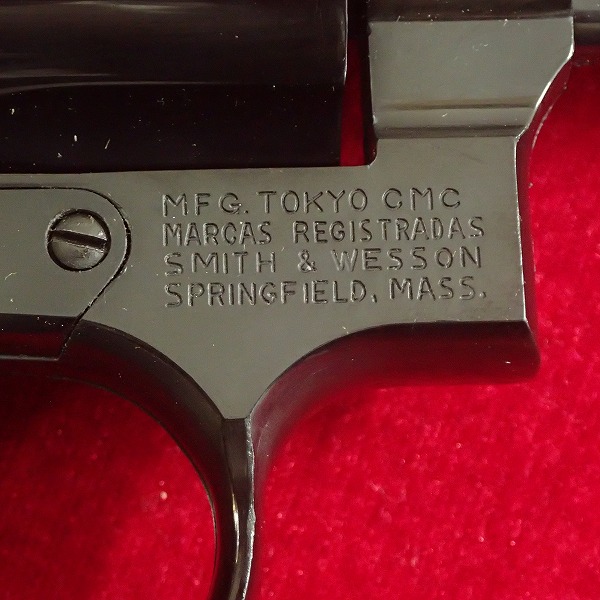 MFG. TOKYO CMC
MARCAS REGISTRADAS
SMITH & WESSON
SPRINGFIELD, MASS.